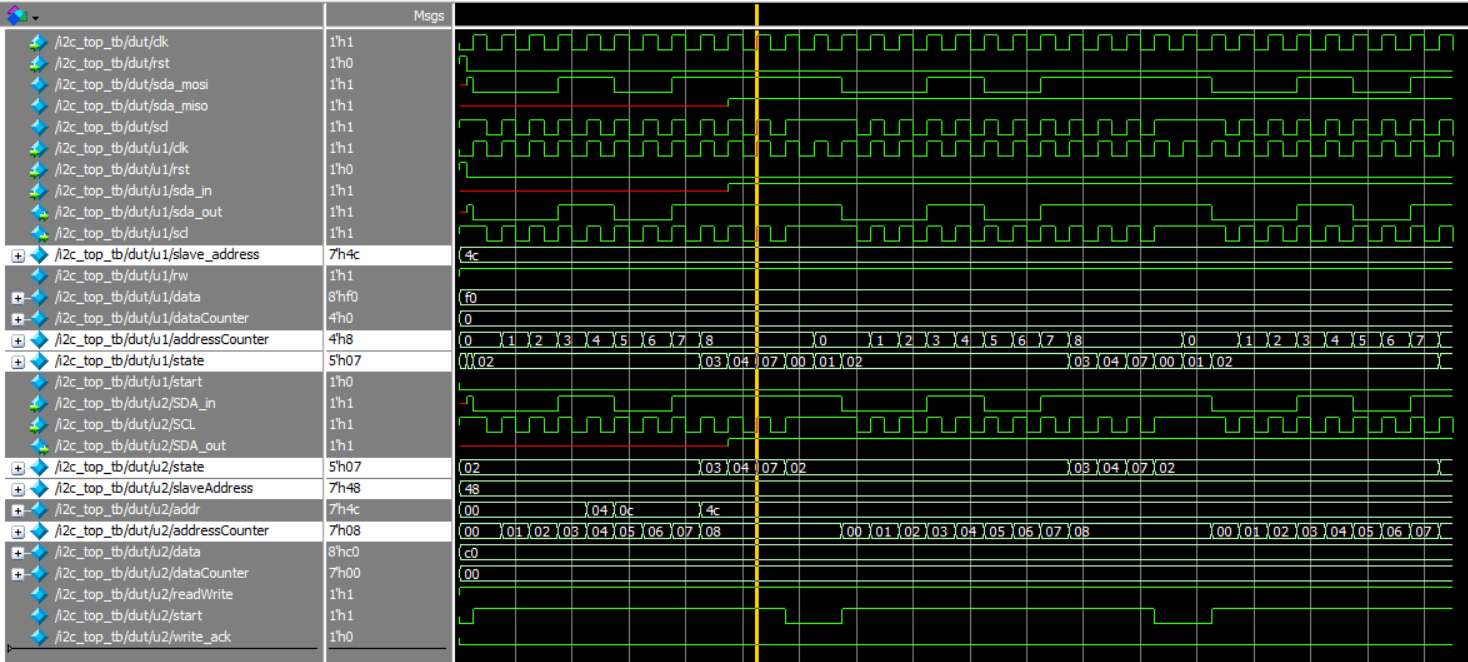 Msgs
/i2c_top_tb/dut/clk 1'h1
/i2c_top_tb/dut/rst 1'h0
/i2c_top_tb/dut/sda_mosi 1'h1
/i2c_top_tb/dut/sda_miso 1'h1
/i2c_top_tb/dut/scl 1'h1
/i2c_top_tb/dut/u1/clk 1'h1
/i2c_top_tb/dut/u1/rst 1'h0
/i2c_top_tb/dut/u1/sda_in 1'h1
/i2c_top_tb/dut/u1/sda_out 1'h1
/i2c_top_tb/dut/u1/scl 1'h1
/i2c_top_tb/dut/u1/slave_address 7'h4c 4c
/i2c_top_tb/dut/u1/rw 1'h1
/i2c_top_tb/dut/u1/data 8'hf0 f0
/i2c_top_tb/dut/u1/dataCounter 4'h0 0
/i2c_top_tb/dut/u1/addressCounter 4'h8 0 1 2 3 4 5 6 7 8 0 1 2 3 4 5 6 7 8 0 1 2 3 4 5 6 7
/i2c_top_tb/dut/u1/state 5'h07 02 03 04 07 00 01 02 03 04 07 00 01 02
/i2c_top_tb/dut/u1/start 1'h0
/i2c_top_tb/dut/u2/SDA_in 1'h1
/i2c_top_tb/dut/u2/SCL 1'h1
/i2c_top_tb/dut/u2/SDA_out 1'h1
/i2c_top_tb/dut/u2/state 5'h07 02 03 04 07 02 03 04 07 02
/i2c_top_tb/dut/u2/slaveAddress 7'h48 48
/i2c_top_tb/dut/u2/addr 7'h4c 00 04 0c 4c
/i2c_top_tb/dut/u2/addressCounter 7'h08 00 01 02 03 04 05 06 07 08 00 01 02 03 04 05 06 07 08 00 01 02 03 04 05 06 07
/i2c_top_tb/dut/u2/data 8'hc0 c0
/i2c_top_tb/dut/u2/dataCounter 7'h00 00
/i2c_top_tb/dut/u2/readWrite 1'h1
/i2c_top_tb/dut/u2/start 1'h1
/i2c_top_tb/dut/u2/write_ack 1'h0